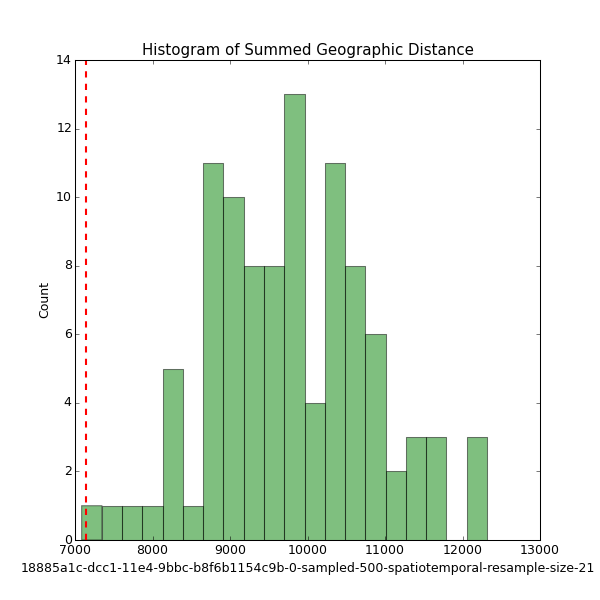 Histogram of Summed Geographic Distance
14
12
10
8
6
4
2
0
Count
7000 8000 9000 10000 11000 12000 13000
18885a1c-dcc1-11e4-9bbc-b8f6b1154c9b-0-sampled-500-spatiotemporal-resample-size-21